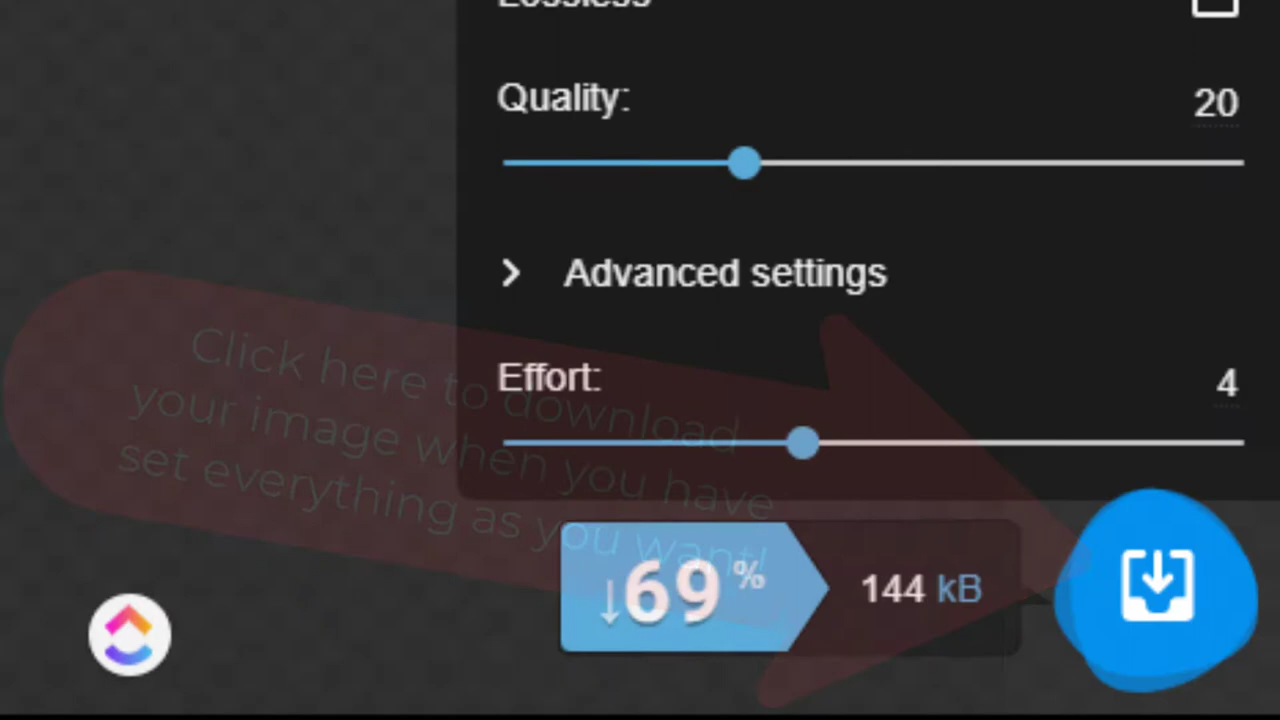 Lossless
Quality:
20
Advanced settings
Effort:
4
Click here to download
your image when you have
set everything as you want!
↓69%
144 kB